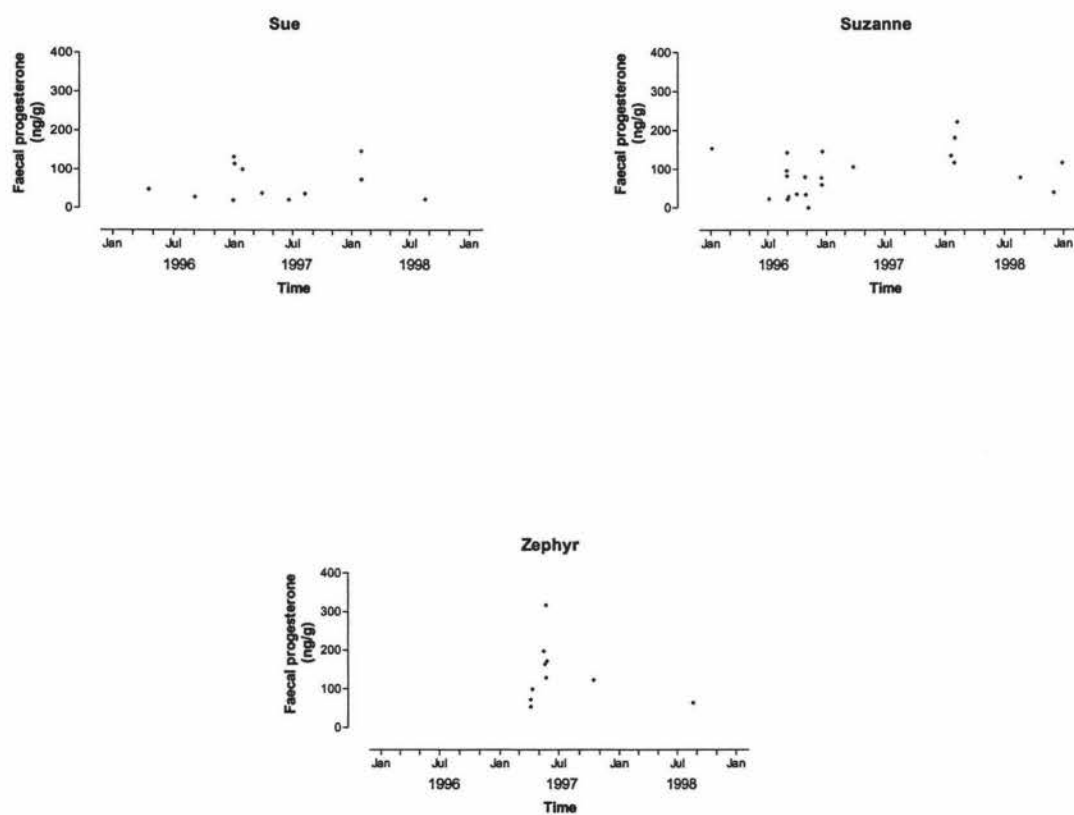 Sue
Faecal progesterone
(ng/g)
400
300
200
100
0
Jan Jul Jan Jul Jan Jul Jan
1996 1997 1998
Time
Suzanne
Faecal progesterone
(ng/g)
400
300
200
100
0
Jan Jul Jan Jul Jan Jul Jan
1996 1997 1998
Time
Zephyr
Faecal progesterone
(ng/g)
400
300
200
100
0
Jan Jul Jan Jul Jan Jul Jan
1996 1997 1998
Time